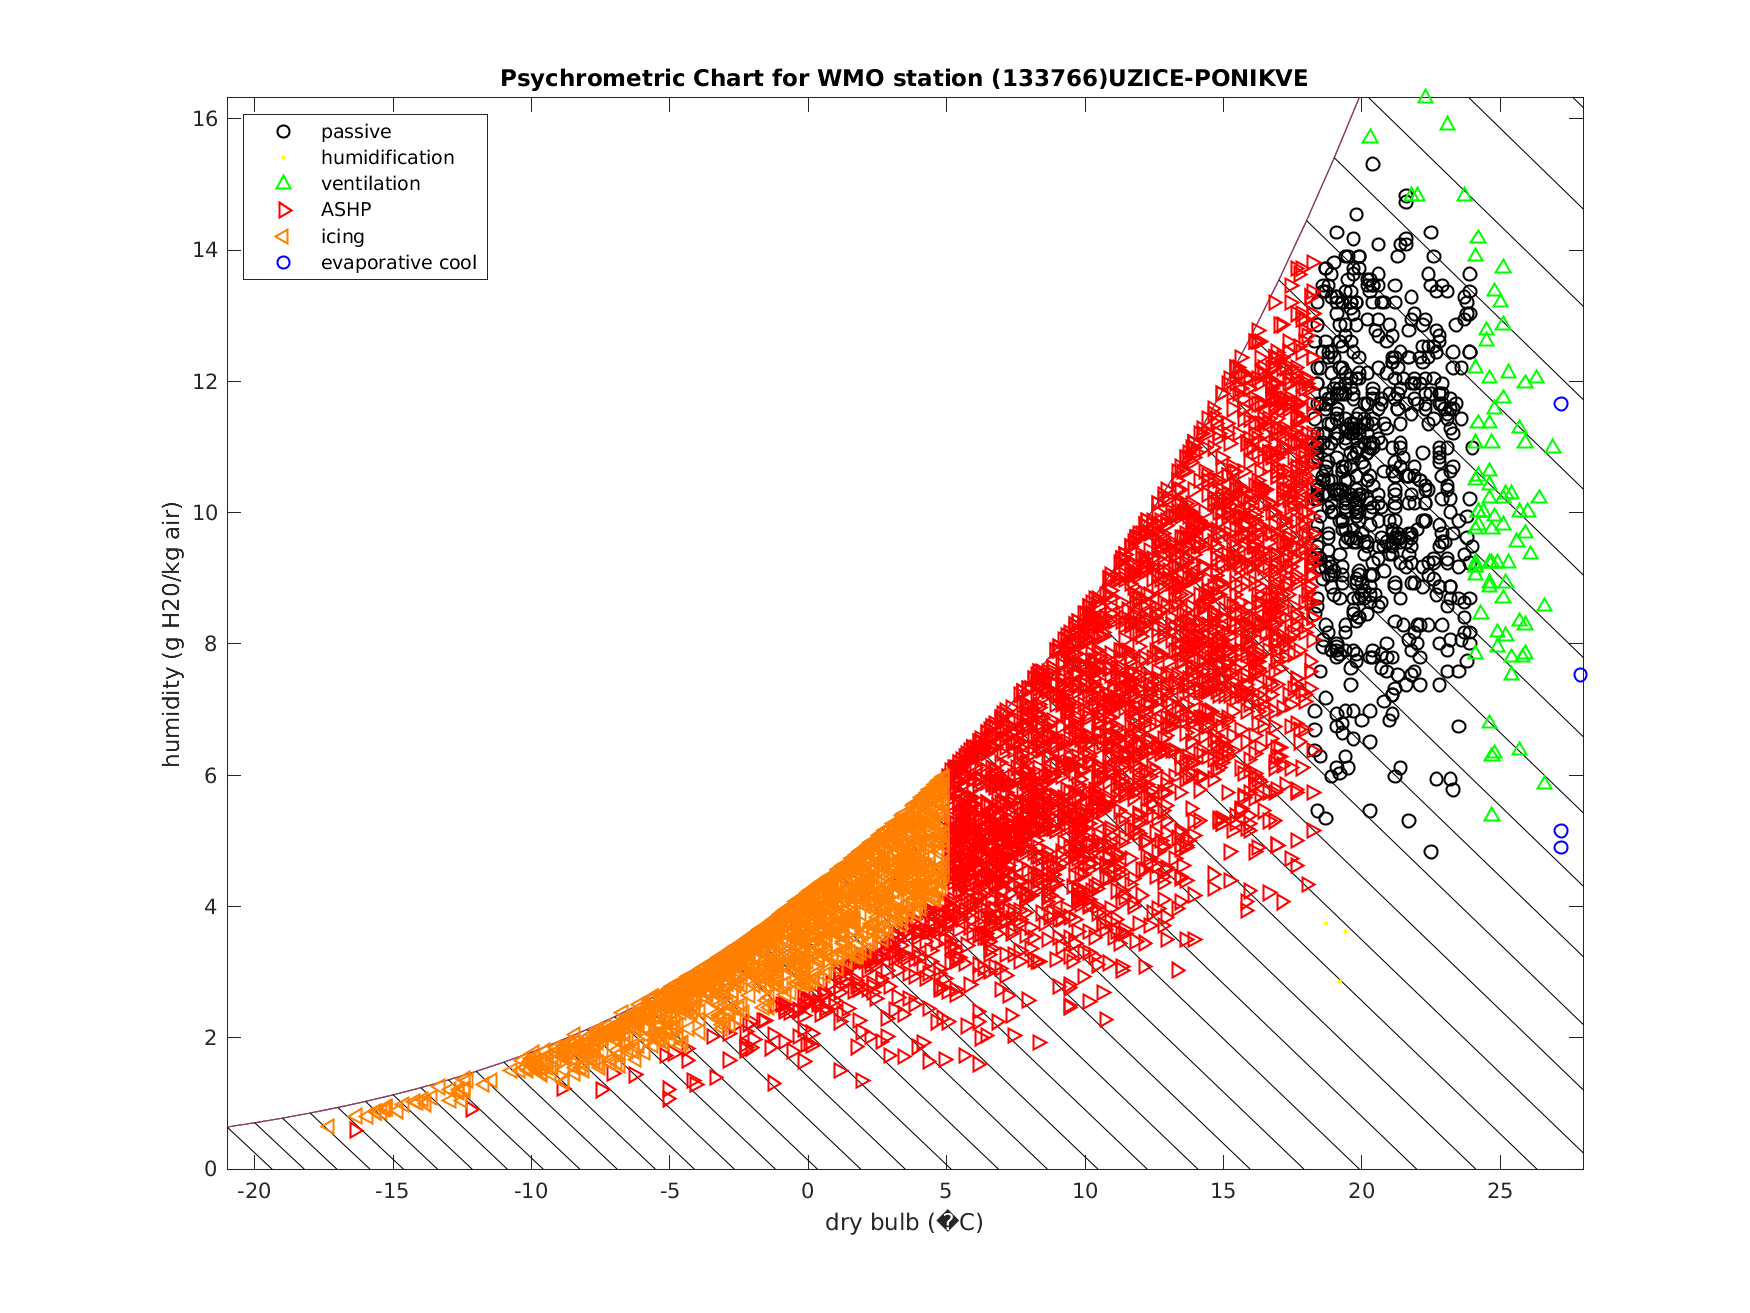 Psychrometric Chart for WMO station (133766)UZICE-PONIKVE
passive
humidification
ventilation
ASHP
icing
evaporative cool
16
14
12
10
8
6
4
2
0
humidity (g H20/kg air)
-20 -15 -10 -5 0 5 10 15 20 25
dry bulb (�C)